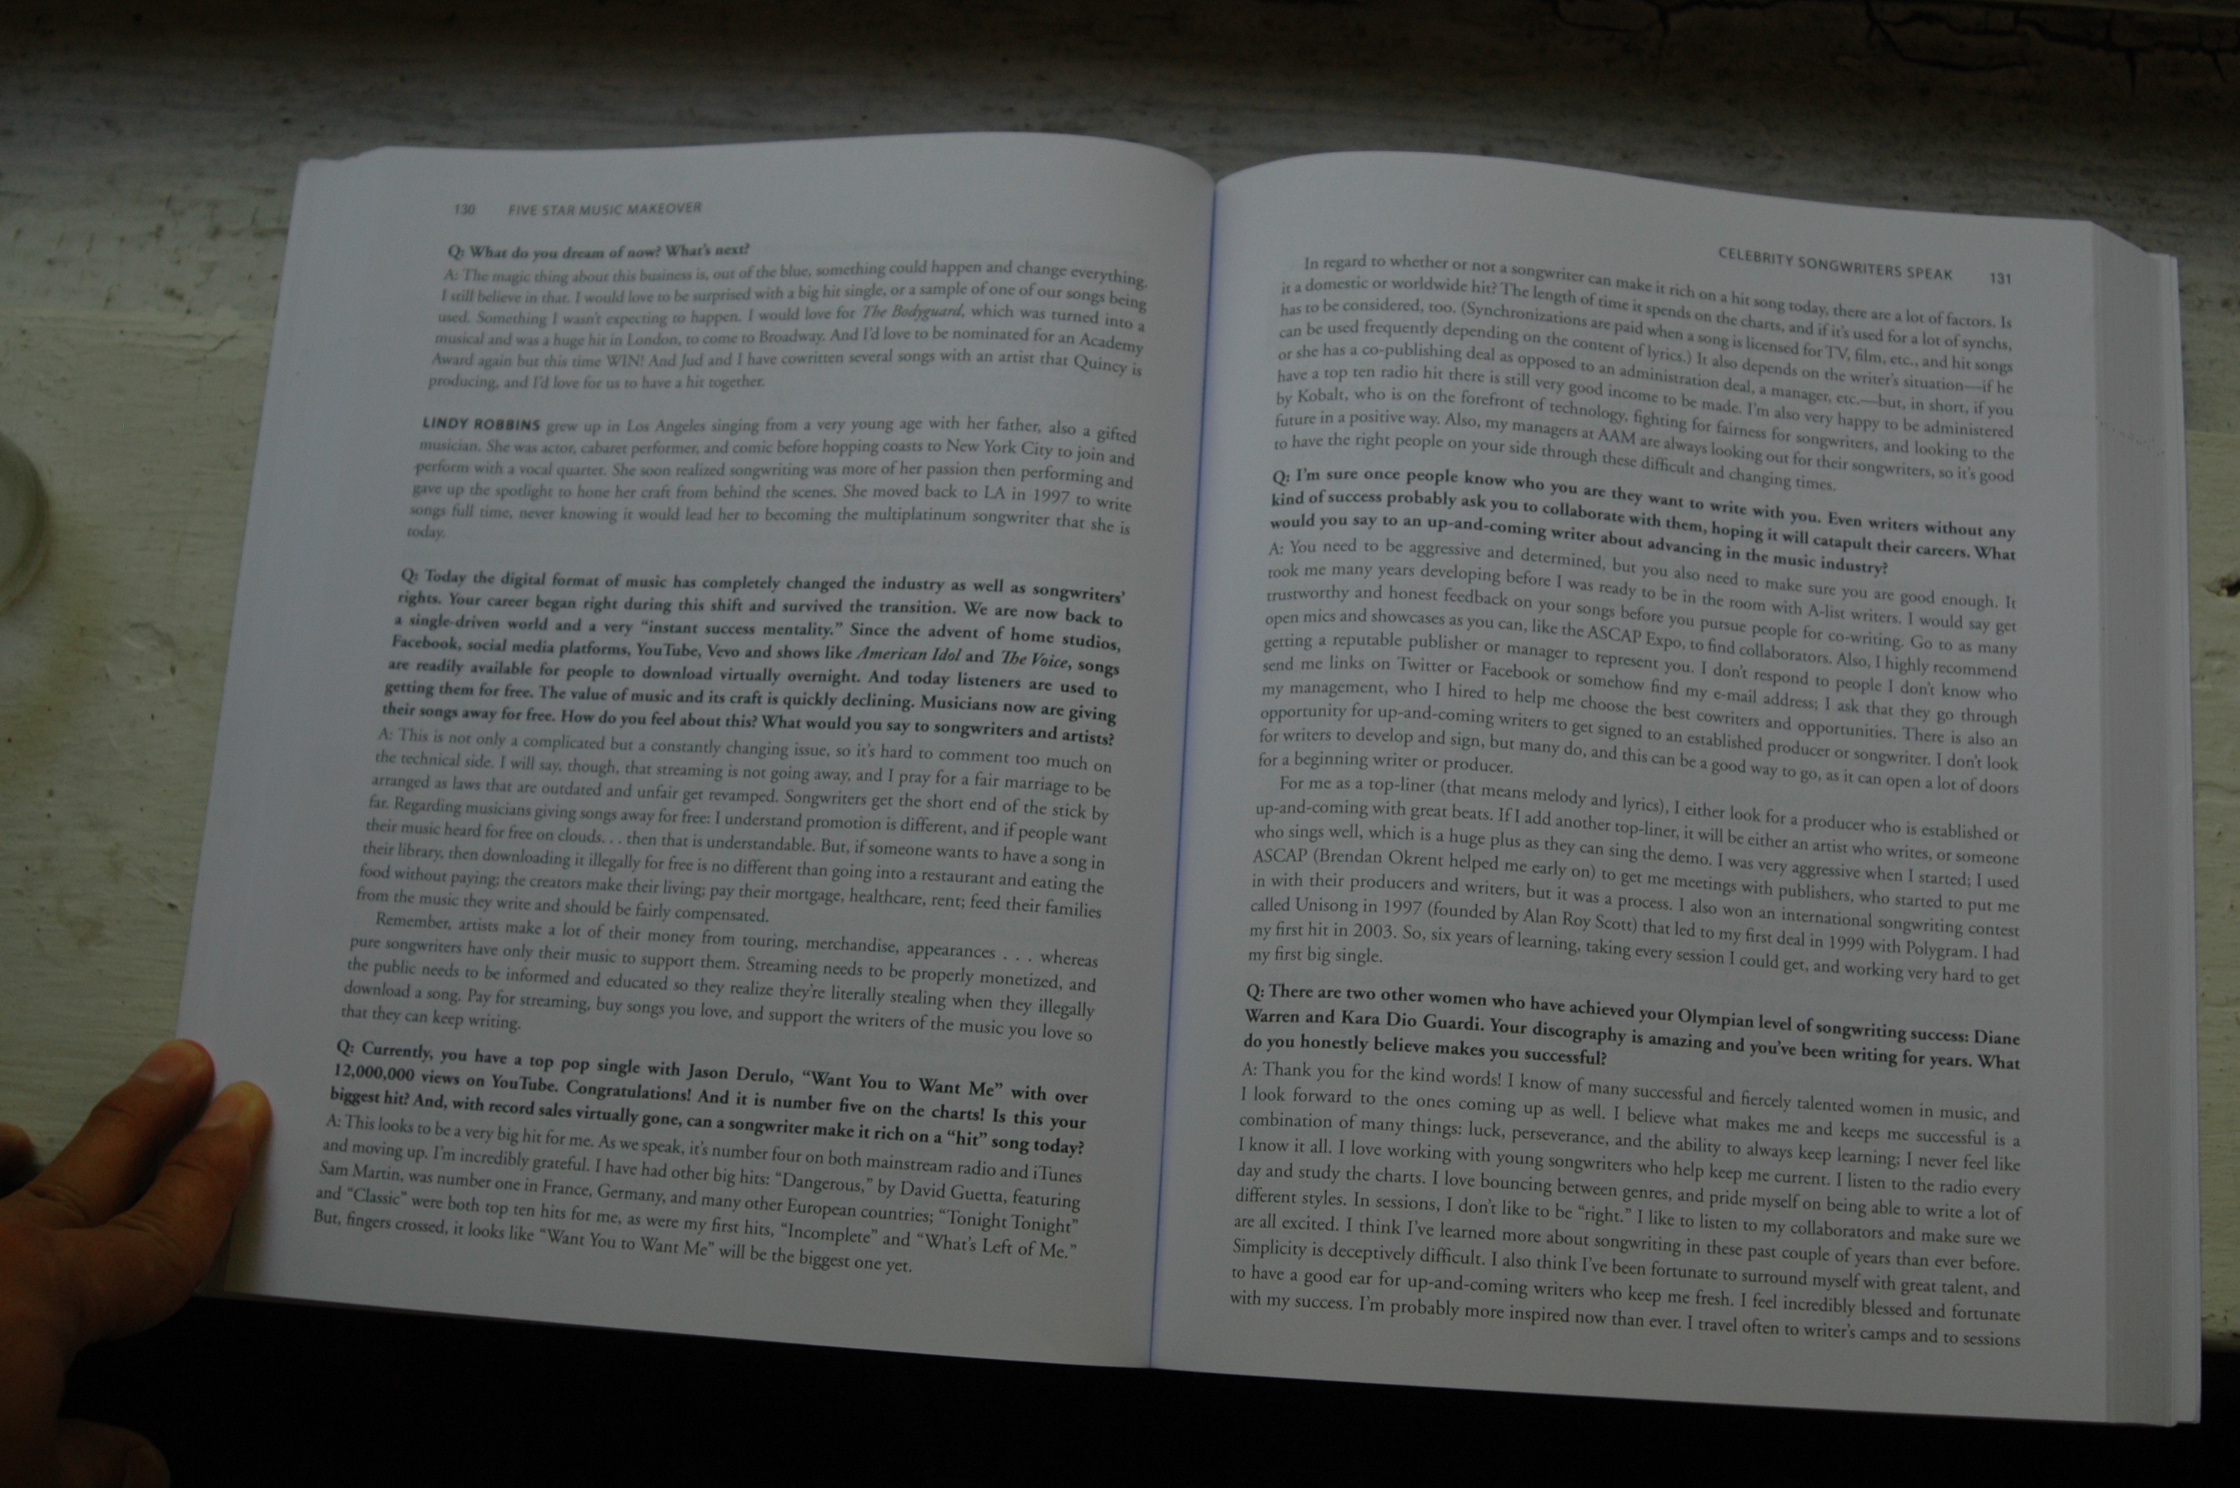 130 FIVE STAR MUSIC MAKEOVER
Q: What do you dream of now? What's next?
A: The magic thing about this business is, out of the blue, something could happen and change everything.
I still believe in that. I would love to be surprised with a big hit single, or a sample of one of our songs being
used. Something I wasn't expecting to happen. I would love for The Bodyguard, which was turned into a
musical and was a huge hit in London, to come to Broadway. And I'd love to be nominated for an Academy
Award again but this time WIN! And Jud and I have cowritten several songs with an artist that Quincy is
producing, and I'd love for us to have a hit together.
LINDY ROBBINS grew up in Los Angeles singing from a very young age with her father, also a gifted
musician. She was actor, cabaret performer, and comic before hopping coasts to New York City to join and
perform with a vocal quartet. She soon realized songwriting was more of her passion then performing and
gave up the spotlight to hone her craft from behind the scenes. She moved back to LA in 1997 to write
songs full time, never knowing it would lead her to becoming the multiplatinum songwriter that she is
today.
Q: Today the digital format of music has completely changed the industry as well as songwriters'
rights. Your career began right during this shift and survived the transition. We are now back to
a single-driven world and a very "instant success mentality." Since the advent of home studios,
Facebook, social media platforms, YouTube, Vevo and shows like American Idol and The Voice, songs
are readily available for people to download virtually overnight. And today listeners are used to
getting them for free. The value of music and its craft is quickly declining. Musicians now are giving
their songs away for free. How do you feel about this? What would you say to songwriters and artists?
A: This is not only a complicated but a constantly changing issue, so it's hard to comment too much on
the technical side. I will say, though, that streaming is not going away, and I pray for a fair marriage to be
arranged as laws that are outdated and unfair get revamped. Songwriters get the short end of the stick by
far. Regarding musicians giving songs away for free: I understand promotion is different, and if people want
their music heard for free on clouds. . . then that is understandable. But, if someone wants to have a song in
their library, then downloading it illegally for free is no different than going into a restaurant and eating the
food without paying; the creators make their living; pay their mortgage, healthcare, rent; feed their families
from the music they write and should be fairly compensated.
Remember, artists make a lot of their money from touring, merchandise, appearances . . . whereas
pure songwriters have only their music to support them. Streaming needs to be properly monetized, and
the public needs to be informed and educated so they realize they're literally stealing when they illegally
download a song. Pay for streaming, buy songs you love, and support the writers of the music you love so
that they can keep writing.
Q: Currently, you have a top pop single with Jason Derulo, "Want You to Want Me" with over
12,000,000 views on YouTube. Congratulations! And it is number five on the charts! Is this your
biggest hit? And, with record sales virtually gone, can a songwriter make it rich on a "hit" song today?
A: This looks to be a very big hit for me. As we speak, it's number four on both mainstream radio and iTunes
and moving up. I'm incredibly grateful. I have had other big hits: "Dangerous," by David Guetta, featuring
Sam Martin, was number one in France, Germany, and many other European countries; "Tonight Tonight"
and "Classic" were both top ten hits for me, as were my first hits, "Incomplete" and "What's Left of Me."
But, fingers crossed, it looks like "Want You to Want Me" will be the biggest one yet.
CELEBRITY SONGWRITERS SPEAK 131
In regard to whether or not a songwriter can make it rich on a hit song today, there are a lot of factors. Is
it a domestic or worldwide hit? The length of time it spends on the charts, and if it's used for a lot of synchs,
has to be considered, too. (Synchronizations are paid when a song is licensed for TV, film, etc., and hit songs
can be used frequently depending on the content of lyrics.) It also depends on the writer's situation—if he
or she has a co-publishing deal as opposed to an administration deal, a manager, etc.—but, in short, if you
have a top ten radio hit there is still very good income to be made. I'm also very happy to be administered
by Kobalt, who is on the forefront of technology, fighting for fairness for songwriters, and looking to the
future in a positive way. Also, my managers at AAM are always looking out for their songwriters, so it's good
to have the right people on your side through these difficult and changing times.
Q: I'm sure once people know who you are they want to write with you. Even writers without any
kind of success probably ask you to collaborate with them, hoping it will catapult their careers. What
would you say to an up-and-coming writer about advancing in the music industry?
A: You need to be aggressive and determined, but you also need to make sure you are good enough. It
took me many years developing before I was ready to be in the room with A-list writers. I would say get
trustworthy and honest feedback on your songs before you pursue people for co-writing. Go to as many
open mics and showcases as you can, like the ASCAP Expo, to find collaborators. Also, I highly recommend
getting a reputable publisher or manager to represent you. I don't respond to people I don't know who
send me links on Twitter or Facebook or somehow find my e-mail address; I ask that they go through
my management, who I hired to help me choose the best cowriters and opportunities. There is also an
opportunity for up-and-coming writers to get signed to an established producer or songwriter. I don't look
for writers to develop and sign, but many do, and this can be a good way to go, as it can open a lot of doors
for a beginning writer or producer.
For me as a top-liner (that means melody and lyrics), I either look for a producer who is established or
up-and-coming with great beats. If I add another top-liner, it will be either an artist who writes, or someone
who sings well, which is a huge plus as they can sing the demo. I was very aggressive when I started; I used
ASCAP (Brendan Okrent helped me early on) to get me meetings with publishers, who started to put me
in with their producers and writers, but it was a process. I also won an international songwriting contest
called Unisong in 1997 (founded by Alan Roy Scott) that led to my first deal in 1999 with Polygram. I had
my first hit in 2003. So, six years of learning, taking every session I could get, and working very hard to get
my first big single.
Q: There are two other women who have achieved your Olympian level of songwriting success: Diane
Warren and Kara Dio Guardi. Your discography is amazing and you've been writing for years. What
do you honestly believe makes you successful?
A: Thank you for the kind words! I know of many successful and fiercely talented women in music, and
I look forward to the ones coming up as well. I believe what makes me and keeps me successful is a
combination of many things: luck, perseverance, and the ability to always keep learning; I never feel like
I know it all. I love working with young songwriters who help keep me current. I listen to the radio every
day and study the charts. I love bouncing between genres, and pride myself on being able to write a lot of
different styles. In sessions, I don't like to be "right." I like to listen to my collaborators and make sure we
are all excited. I think I've learned more about songwriting in these past couple of years than ever before.
Simplicity is deceptively difficult. I also think I've been fortunate to surround myself with great talent, and
to have a good ear for up-and-coming writers who keep me fresh. I feel incredibly blessed and fortunate
with my success. I'm probably more inspired now than ever. I travel often to writer's camps and to sessions